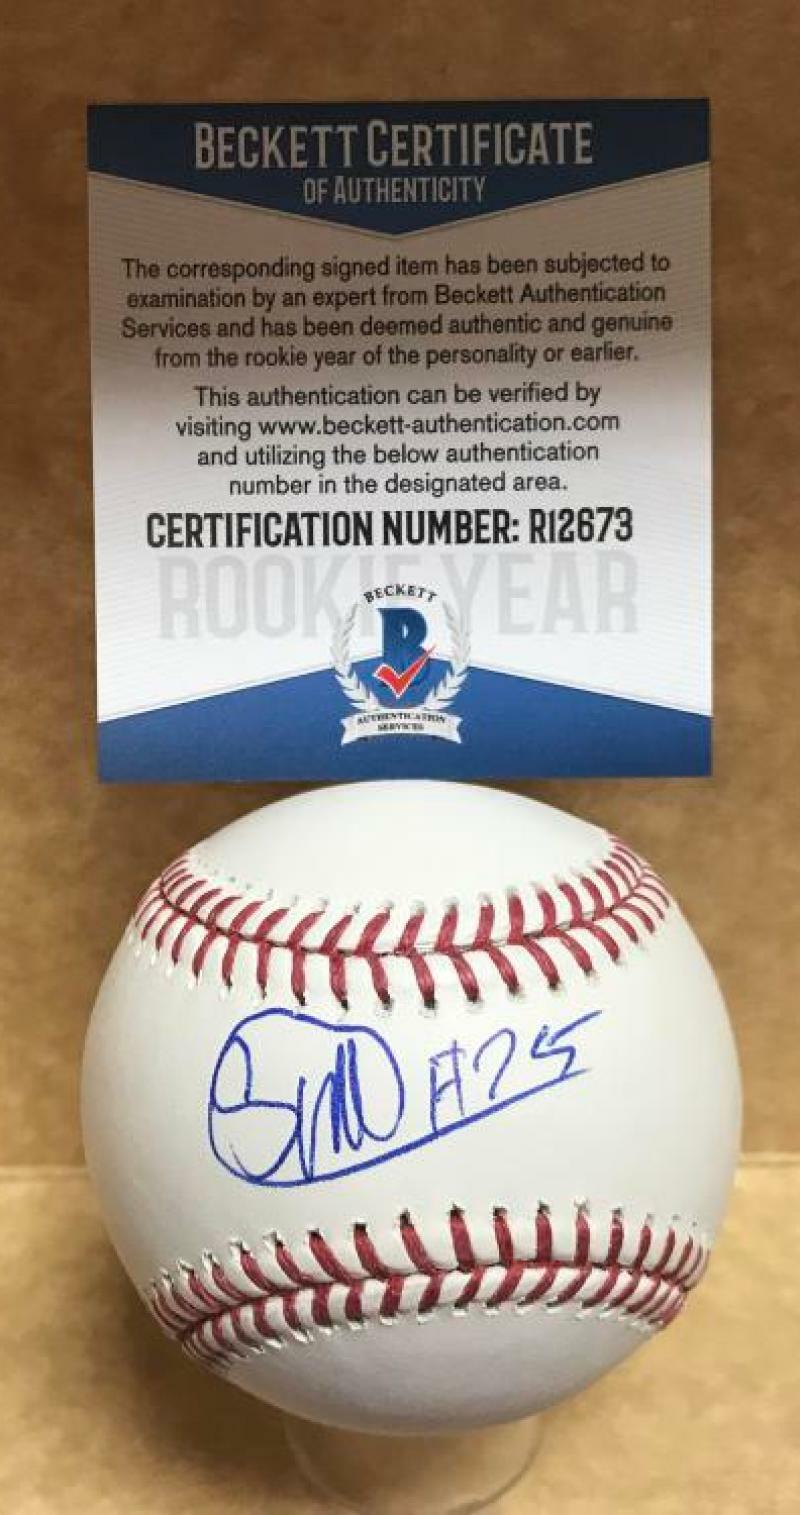 BECKETT CERTIFICATE
OF AUTHENTICITY
The corresponding signed item has been subjected to
examination by an expert from Beckett Authentication
Services and has been deemed authentic and genuine
from the rookie year of the personality or earlier.
This authentication can be verified by
visiting www.beckett-authentication.com
and utilizing the below authentication
number in the designated area.
CERTIFICATION NUMBER: R12673
ROOKIE YEAR
BECKETT
B
AUTHENTICATION
SERVICES
#75